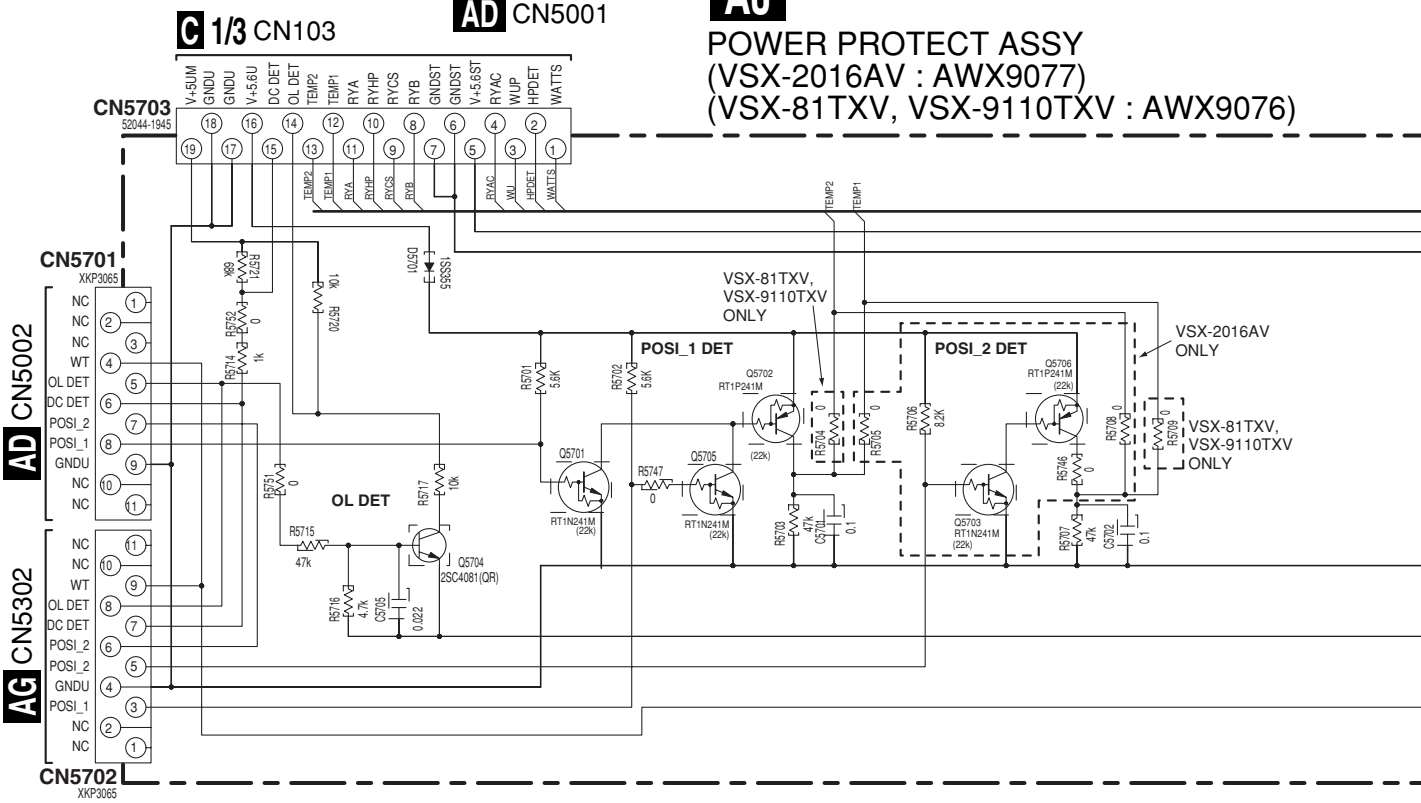 AD CN5001
C 1/3 CN103
POWER PROTECT ASSY
(VSX-2016AV : AWX9077)
(VSX-81TXV, VSX-9110TXV : AWX9076)
V+5UM
GNDU
GNDU
V+5.6U
DC DET
OL DET
TEMP2
TEMP1
RYA
RYHP
RYCS
RYB
GNDST
GNDST
V+5.6ST
RYAC
WUP
HPDET
WATTS
CN5703
52044-1945
18 16 14 12 10 8 6 4 2
19 17 15 13 11 9 7 5 3 1
TEMP2
TEMP1
RYA
RYHP
RYCS
RYB
RYAC
WU
HPDET
WATTS
TEMP2
TEMP1
CN5701
XKP3065
AD CN5002
NC 1
NC 2
NC 3
WT 4
OL DET 5
DC DET 6
POSI_2 7
POSI_1 8
GNDU 9
NC 10
NC 11
R5721
68k
R5752
0
R5714
1k
10k
R5720
D5701
1SS355
VSX-81TXV,
VSX-9110TXV
ONLY
POSI_1 DET
POSI_2 DET
VSX-2016AV
ONLY
R5701
5.6K
R5702
5.6K
Q5702
RT1P241M
(22k)
R5704
0
R5705
0
R5706
8.2K
Q5706
RT1P241M
(22k)
R5708
0
R5709
0
VSX-81TXV,
VSX-9110TXV
ONLY
R5746
0
Q5701
RT1N241M
(22k)
R5747
0
Q5705
RT1N241M
(22k)
R5703
47k
C5701
0.1
Q5703
RT1N241M
(22k)
R5707
47k
C5702
0.1
R5751
0
OL DET
R5717
10k
R5715
47k
Q5704
2SC4081(QR)
R5716
4.7k
C5705
0.022
AG CN5302
NC 11
NC 10
WT 9
OL DET 8
DC DET 7
POSI_2 6
POSI_2 5
GNDU 4
POSI_1 3
NC 2
NC 1
CN5702
XKP3065